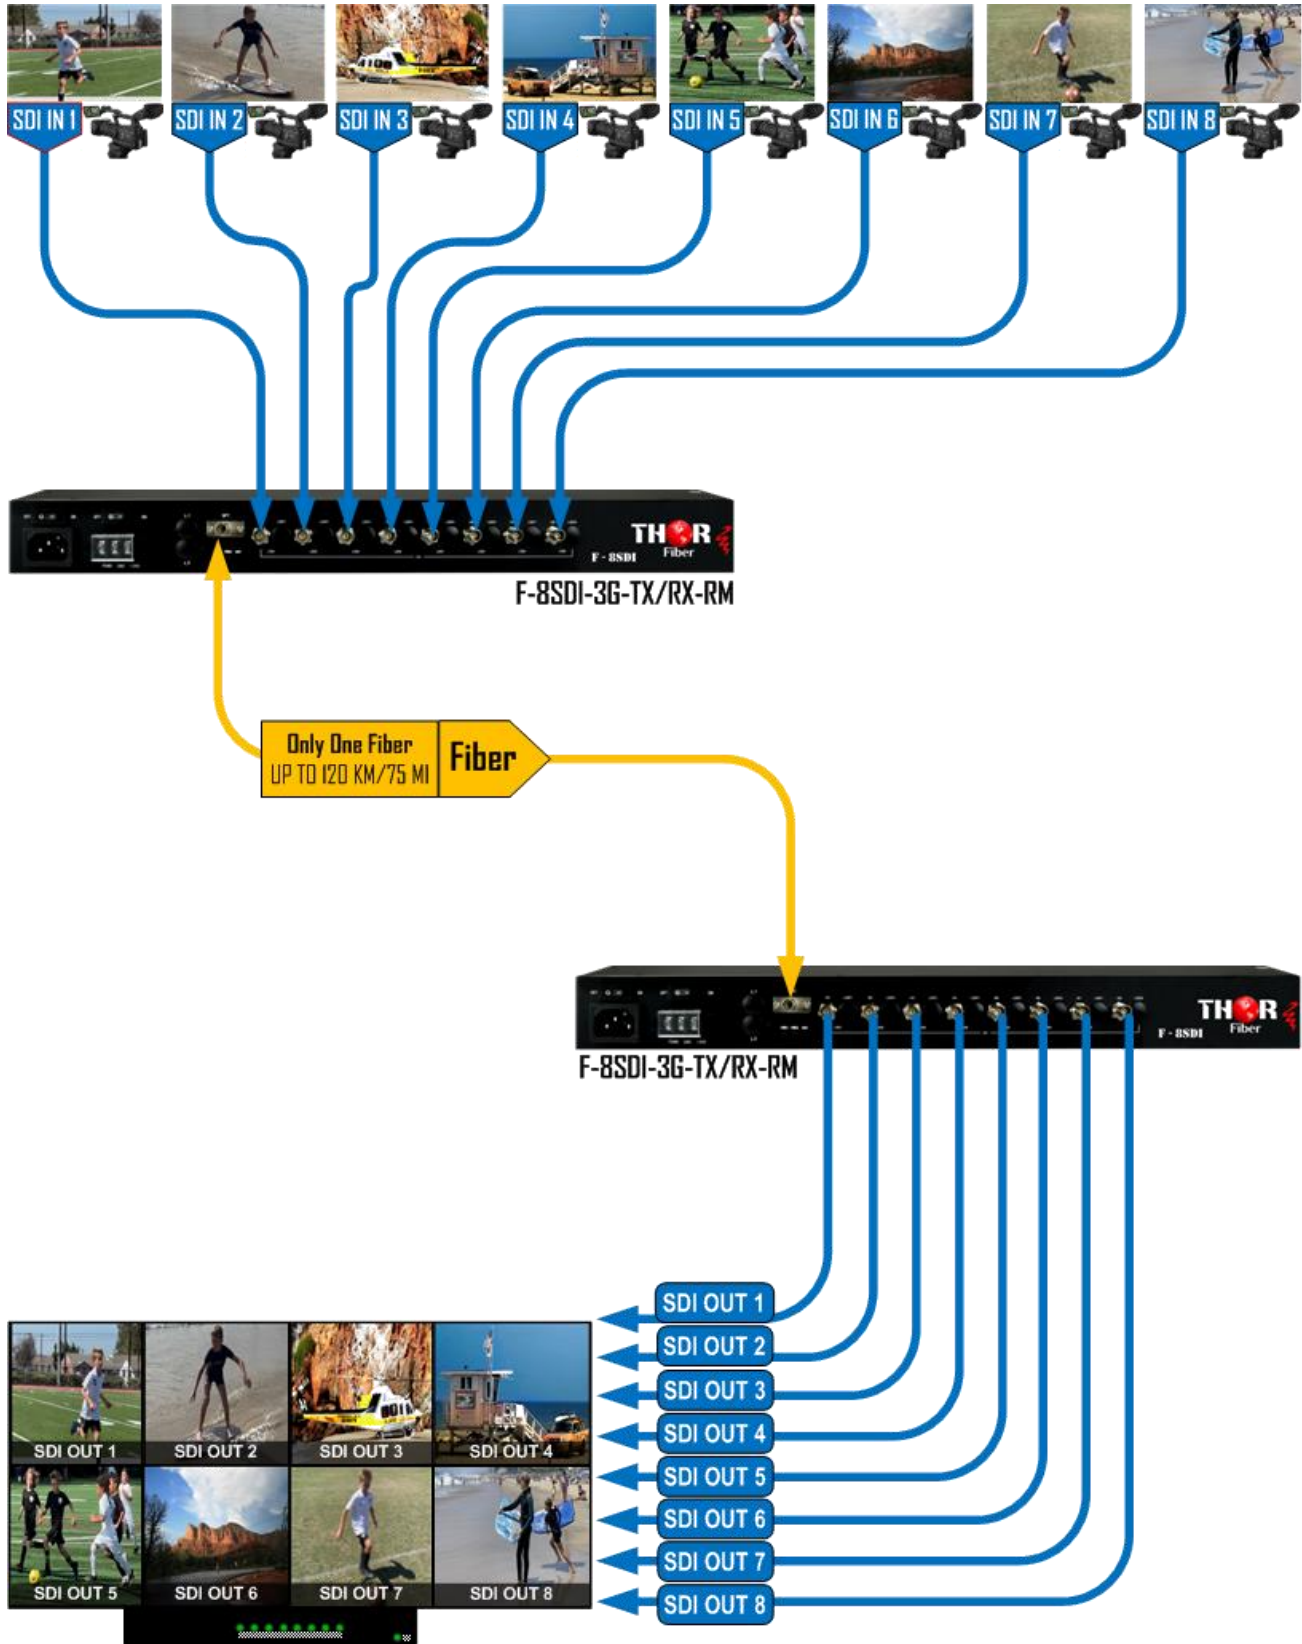 SDI IN 1
SDI IN 2
SDI IN 3
SDI IN 4
SDI IN 5
SDI IN 6
SDI IN 7
SDI IN 8
THOR
Fiber
F - 8SDI
F-8SDI-3G-TX/RX-RM
Only One Fiber
UP TO 120 KM/75 MI
Fiber
THOR
Fiber
F - 8SDI
F-8SDI-3G-TX/RX-RM
SDI OUT 1
SDI OUT 2
SDI OUT 3
SDI OUT 4
SDI OUT 5
SDI OUT 6
SDI OUT 7
SDI OUT 8
SDI OUT 1
SDI OUT 2
SDI OUT 3
SDI OUT 4
SDI OUT 5
SDI OUT 6
SDI OUT 7
SDI OUT 8